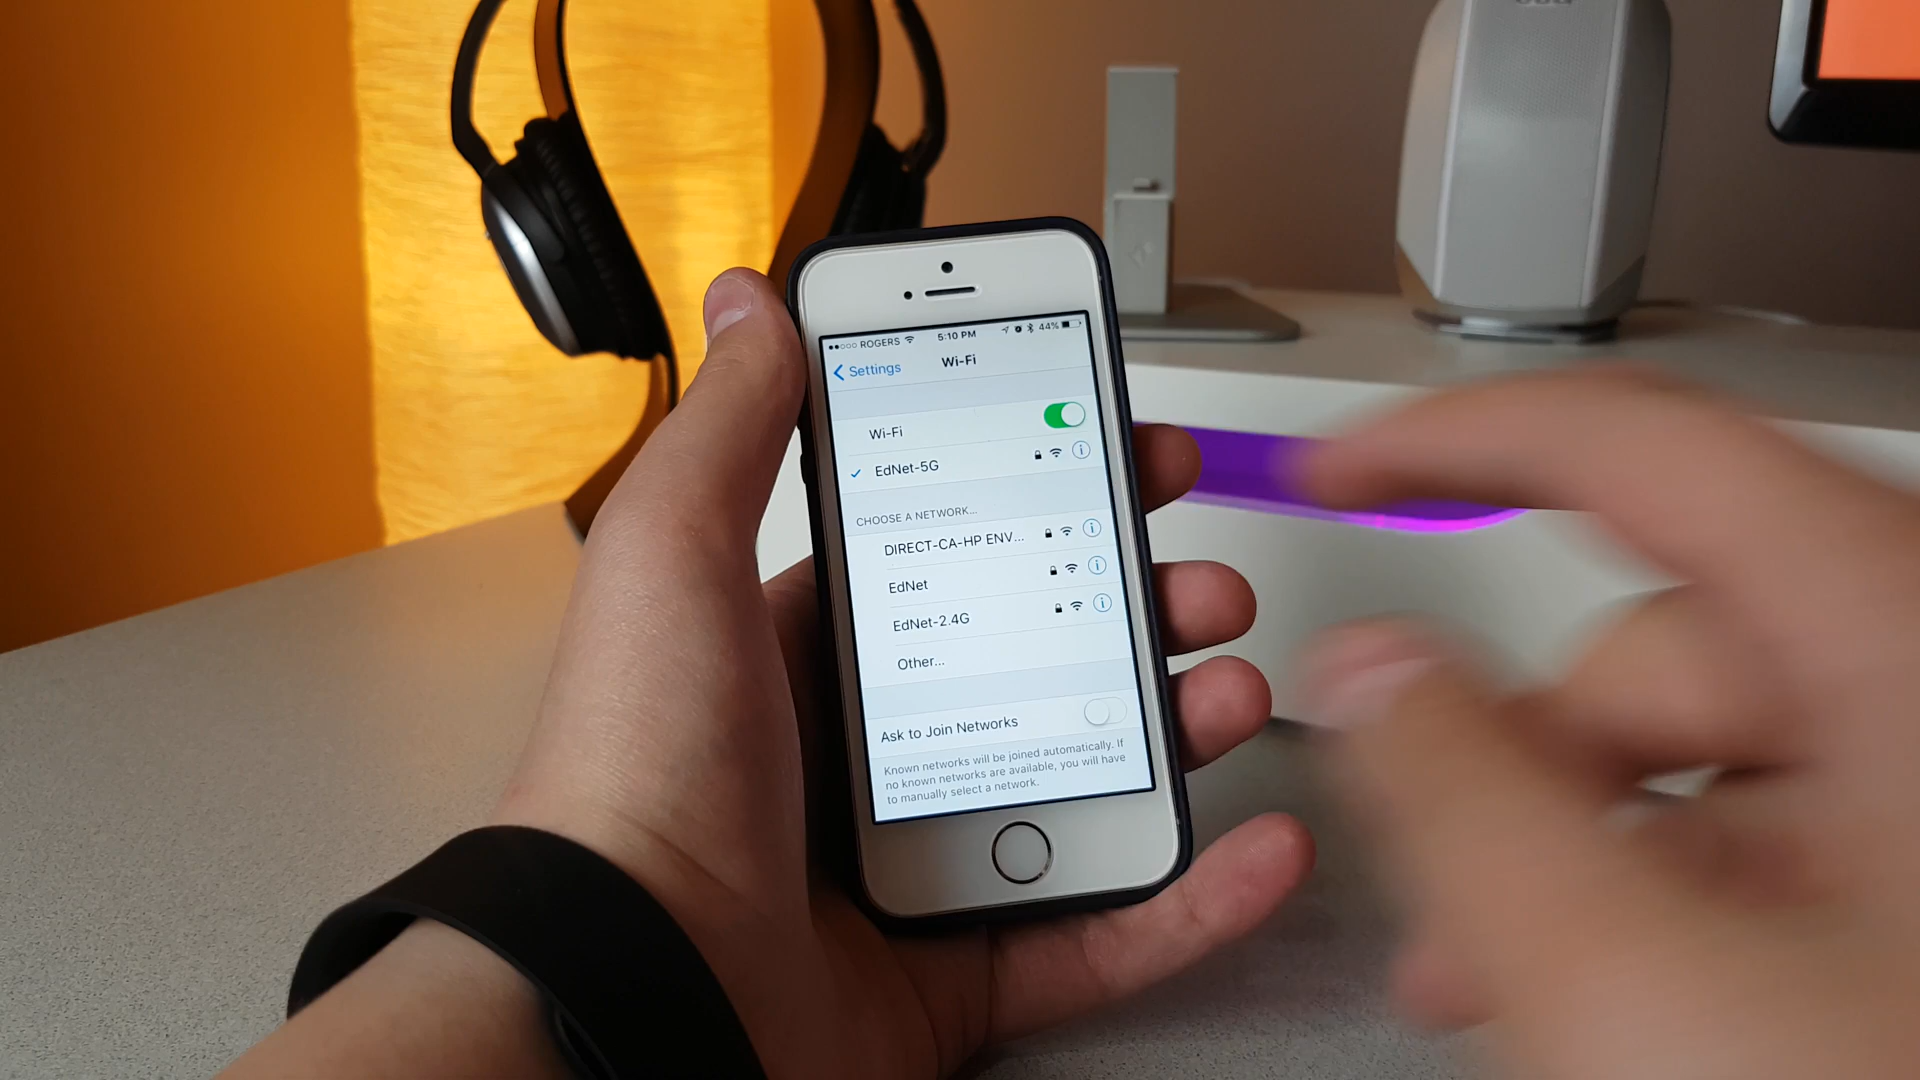 ROGERS 5:10 PM 44%
Settings Wi-Fi
Wi-Fi
EdNet-5G
CHOOSE A NETWORK...
DIRECT-CA-HP ENV...
EdNet
EdNet-2.4G
Other...
Ask to Join Networks
Known networks will be joined automatically. If
no known networks are available, you will have
to manually select a network.